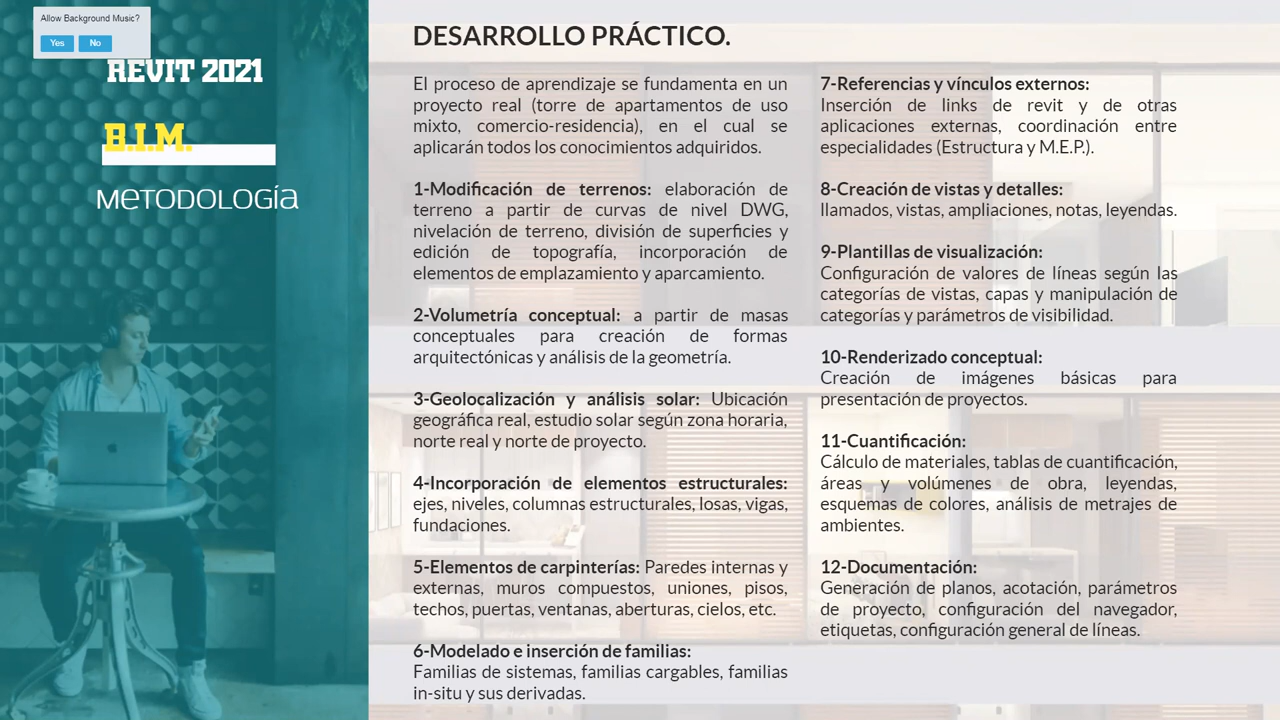 Allow Background Music?
Yes No
REVIT 2021
B.I.M.
METODOLOGÍA
DESARROLLO PRÁCTICO.
El proceso de aprendizaje se fundamenta en un
proyecto real (torre de apartamentos de uso
mixto, comercio-residencia), en el cual se
aplicarán todos los conocimientos adquiridos.
1-Modificación de terrenos: elaboración de
terreno a partir de curvas de nivel DWG,
nivelación de terreno, división de superficies y
edición de topografía, incorporación de
elementos de emplazamiento y aparcamiento.
2-Volumetría conceptual: a partir de masas
conceptuales para creación de formas
arquitectónicas y análisis de la geometría.
3-Geolocalización y análisis solar: Ubicación
geográfica real, estudio solar según zona horaria,
norte real y norte de proyecto.
4-Incorporación de elementos estructurales:
ejes, niveles, columnas estructurales, losas, vigas,
fundaciones.
5-Elementos de carpinterías: Paredes internas y
externas, muros compuestos, uniones, pisos,
techos, puertas, ventanas, aberturas, cielos, etc.
6-Modelado e inserción de familias:
Familias de sistemas, familias cargables, familias
in-situ y sus derivadas.
7-Referencias y vínculos externos:
Inserción de links de revit y de otras
aplicaciones externas, coordinación entre
especialidades (Estructura y M.E.P.).
8-Creación de vistas y detalles:
llamados, vistas, ampliaciones, notas, leyendas.
9-Plantillas de visualización:
Configuración de valores de líneas según las
categorías de vistas, capas y manipulación de
categorías y parámetros de visibilidad.
10-Renderizado conceptual:
Creación de imágenes básicas para
presentación de proyectos.
11-Cuantificación:
Cálculo de materiales, tablas de cuantificación,
áreas y volúmenes de obra, leyendas,
esquemas de colores, análisis de metrajes de
ambientes.
12-Documentación:
Generación de planos, acotación, parámetros
de proyecto, configuración del navegador,
etiquetas, configuración general de líneas.